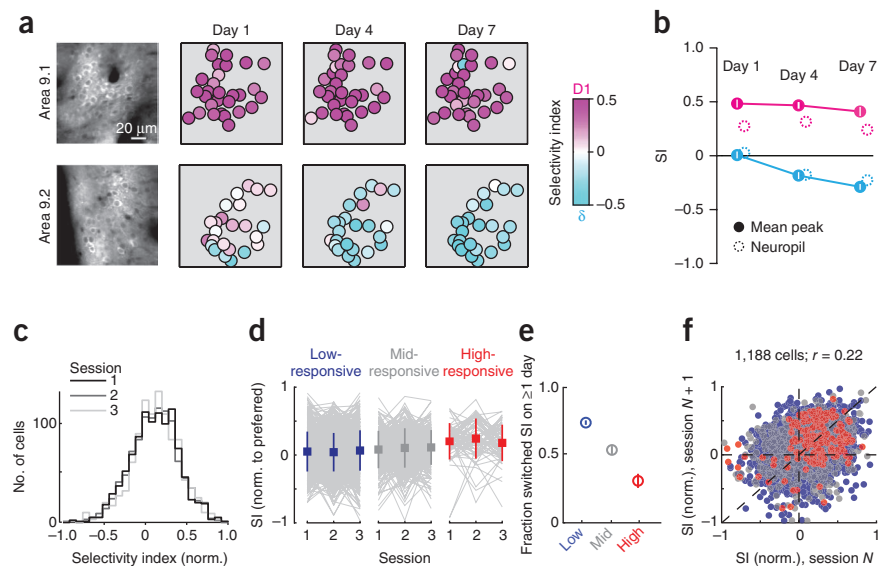 a
Day 1
Day 4
Day 7
Area 9.1
20 µm
Area 9.2
D1
0.5
0
−0.5
δ
Selectivity index
b
1.0
0.5
0
−0.5
−1.0
SI
Day 1
Day 4
Day 7
Mean peak
Neuropil
c
Session
1
2
3
100
0
No. of cells
−1.0 −0.5 0 0.5 1.0
Selectivity index (norm.)
d
Low-responsive
Mid-responsive
High-responsive
1
0
−1
SI (norm. to preferred)
1 2 3 1 2 3 1 2 3
Session
e
1.0
0.5
0
Fraction switched SI on ≥1 day
Low
Mid
High
f
1,188 cells; r = 0.22
1
0
−1
SI (norm.), session N + 1
−1 0 1
SI (norm.), session N